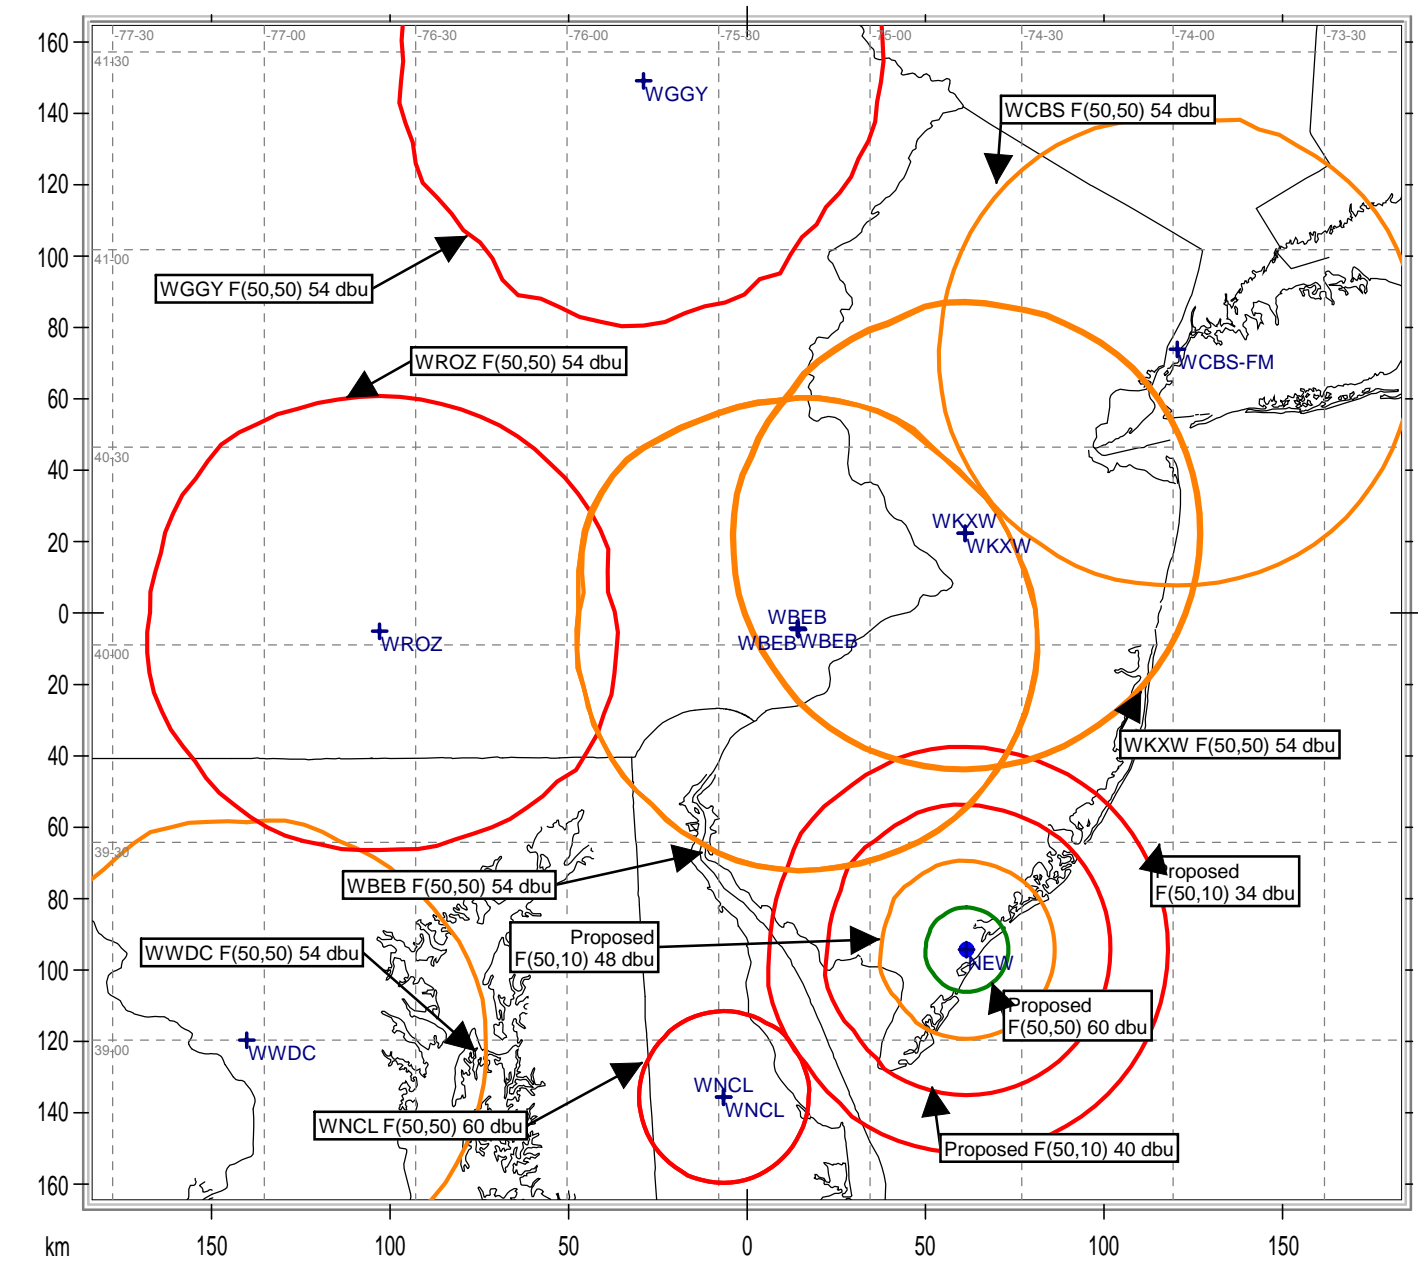 -77-30
-77-00
-76-30
-76-00
-75-30
-75-00
-74-30
-74-00
-73-30
160
41-30
WGGY
140
WCBS F(50,50) 54 dbu
120
100
41-00
WGGY F(50,50) 54 dbu
80
WROZ F(50,50) 54 dbu
WCBS-FM
60
40-30
40
WKXW
WKXW
20
0
WBEB
WBEB
WBEB
WROZ
40-00
20
WKXW F(50,50) 54 dbu
40
60
39-30
WBEB F(50,50) 54 dbu
Proposed
F(50,10) 34 dbu
80
WWDC F(50,50) 54 dbu
Proposed
F(50,10) 48 dbu
NEW
100
Proposed
F(50,50) 60 dbu
120
39-00
WWDC
WNCL
WNCL
WNCL F(50,50) 60 dbu
140
Proposed F(50,10) 40 dbu
160
km
150
100
50
0
50
100
150